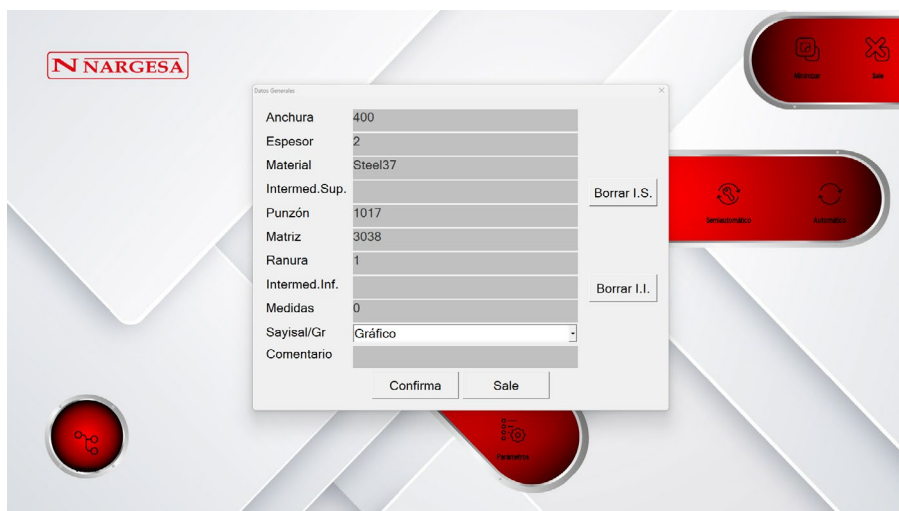 N NARGESA
Minimizar
Sale
Datos Generales
Anchura 400
Espesor 2
Material Steel37
Intermed.Sup. Borrar I.S.
Punzón 1017
Matriz 3038
Ranura 1
Intermed.Inf. Borrar I.I.
Medidas 0
Sayisal/Gr Gráfico
Comentario
Confirma Sale
Semiautomático
Automático
Parámetros